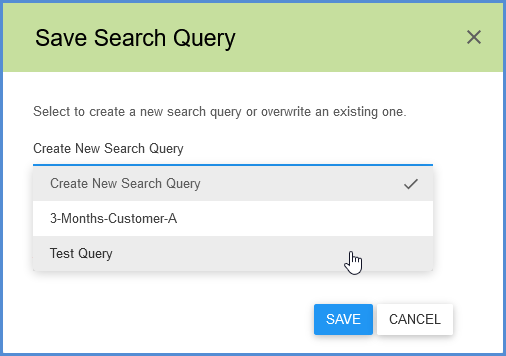 Save Search Query
Select to create a new search query or overwrite an existing one.
Create New Search Query
Create New Search Query
3-Months-Customer-A
Test Query
SAVE
CANCEL